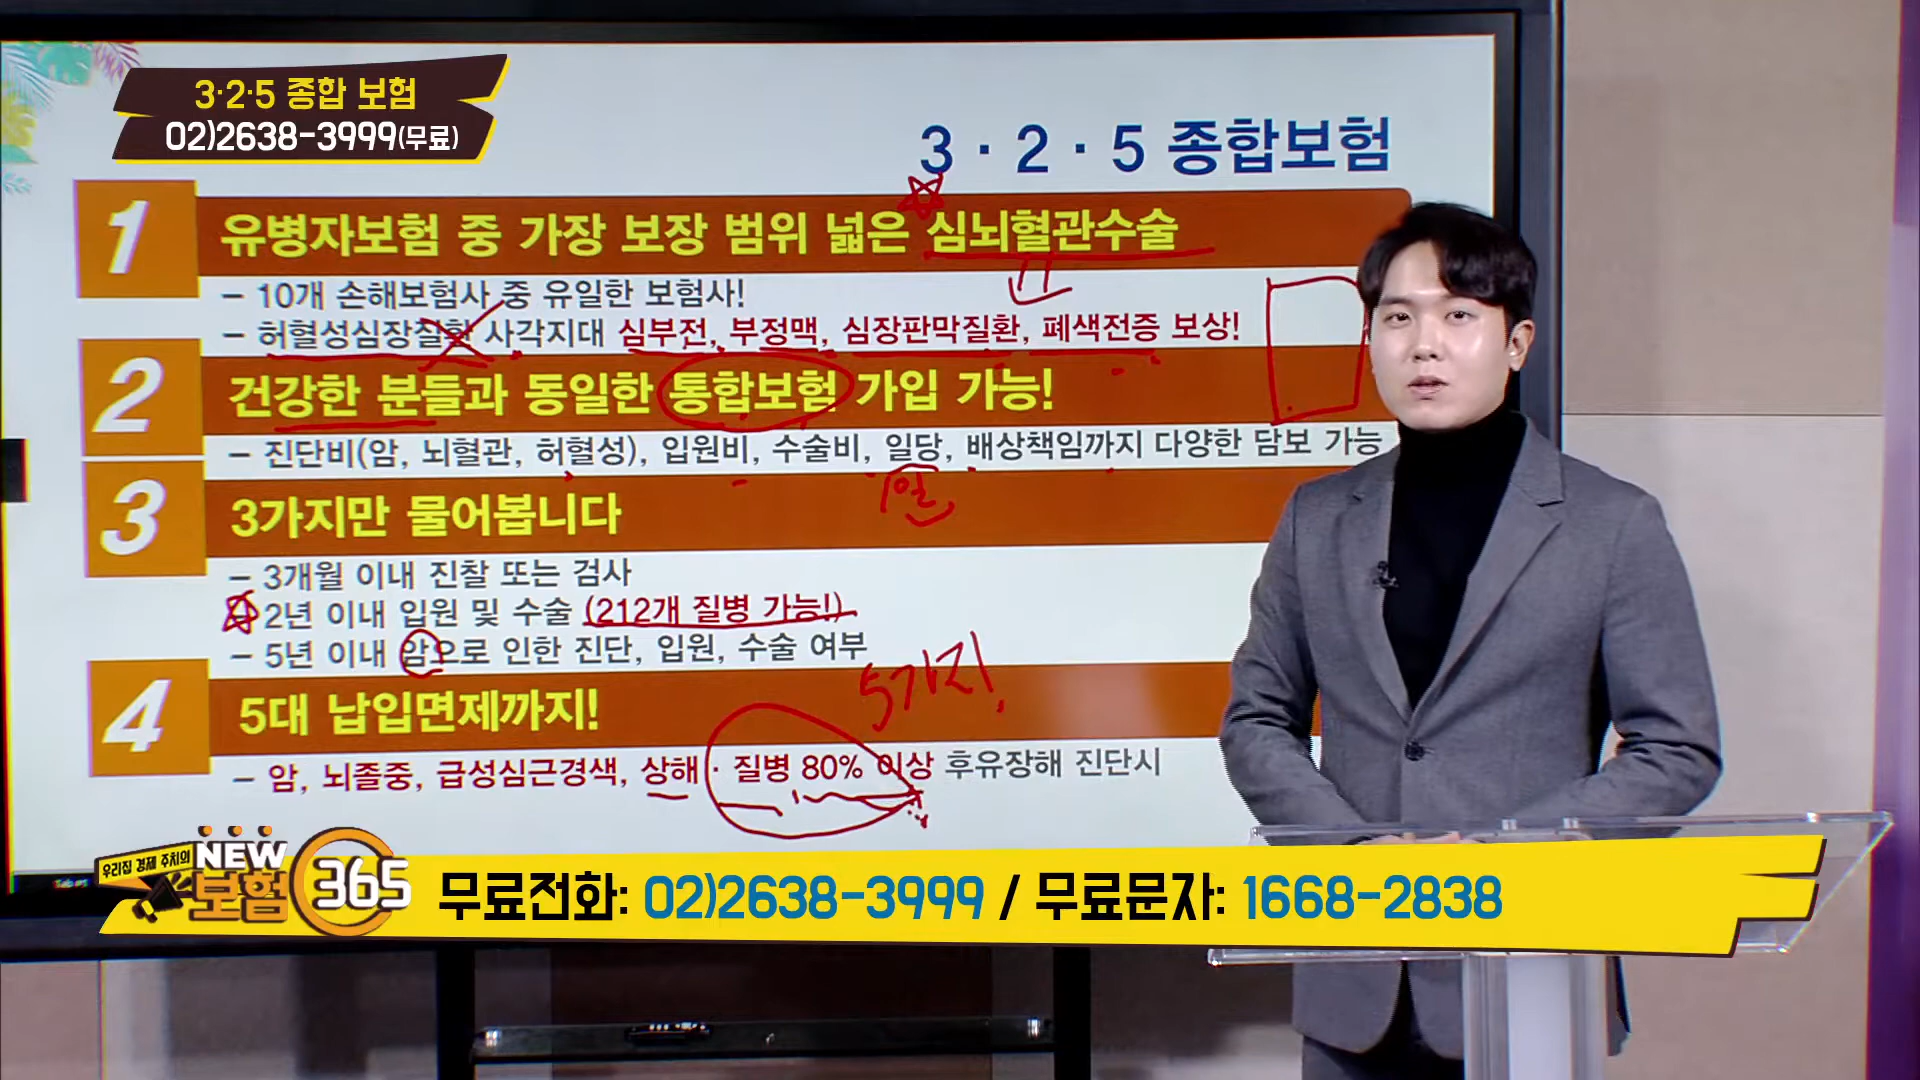 3·2·5 종합 보험
02)2638-3999(무료)
3 · 2 · 5 종합보험
1
유병자보험 중 가장 보장 범위 넓은 심뇌혈관수술
- 10개 손해보험사 중 유일한 보험사!
- 허혈성심장질환 사각지대 심부전, 부정맥, 심장판막질환, 폐색전증 보상!
2
건강한 분들과 동일한 통합보험 가입 가능!
- 진단비(암, 뇌혈관, 허혈성), 입원비, 수술비, 일당, 배상책임까지 다양한 담보 가능
일
3
3가지만 물어봅니다
- 3개월 이내 진찰 또는 검사
- 2년 이내 입원 및 수술 (212개 질병 가능!)
- 5년 이내 암으로 인한 진단, 입원, 수술 여부
5가지
4
5대 납입면제까지!
- 암, 뇌졸중, 급성심근경색, 상해 · 질병 80% 이상 후유장해 진단시
우리집 경제 주치의
NEW
보험 365
무료전화: 02)2638-3999 / 무료문자: 1668-2838